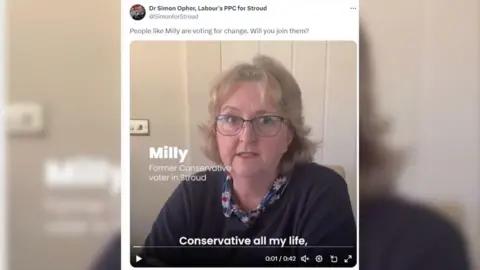 Dr Simon Opher, Labour's PPC for Stroud
@SimonforStroud
People like Milly are voting for change. Will you join them?
Milly
Former Conservative
voter in Stroud
Conservative all my life,
0:01 / 0:42